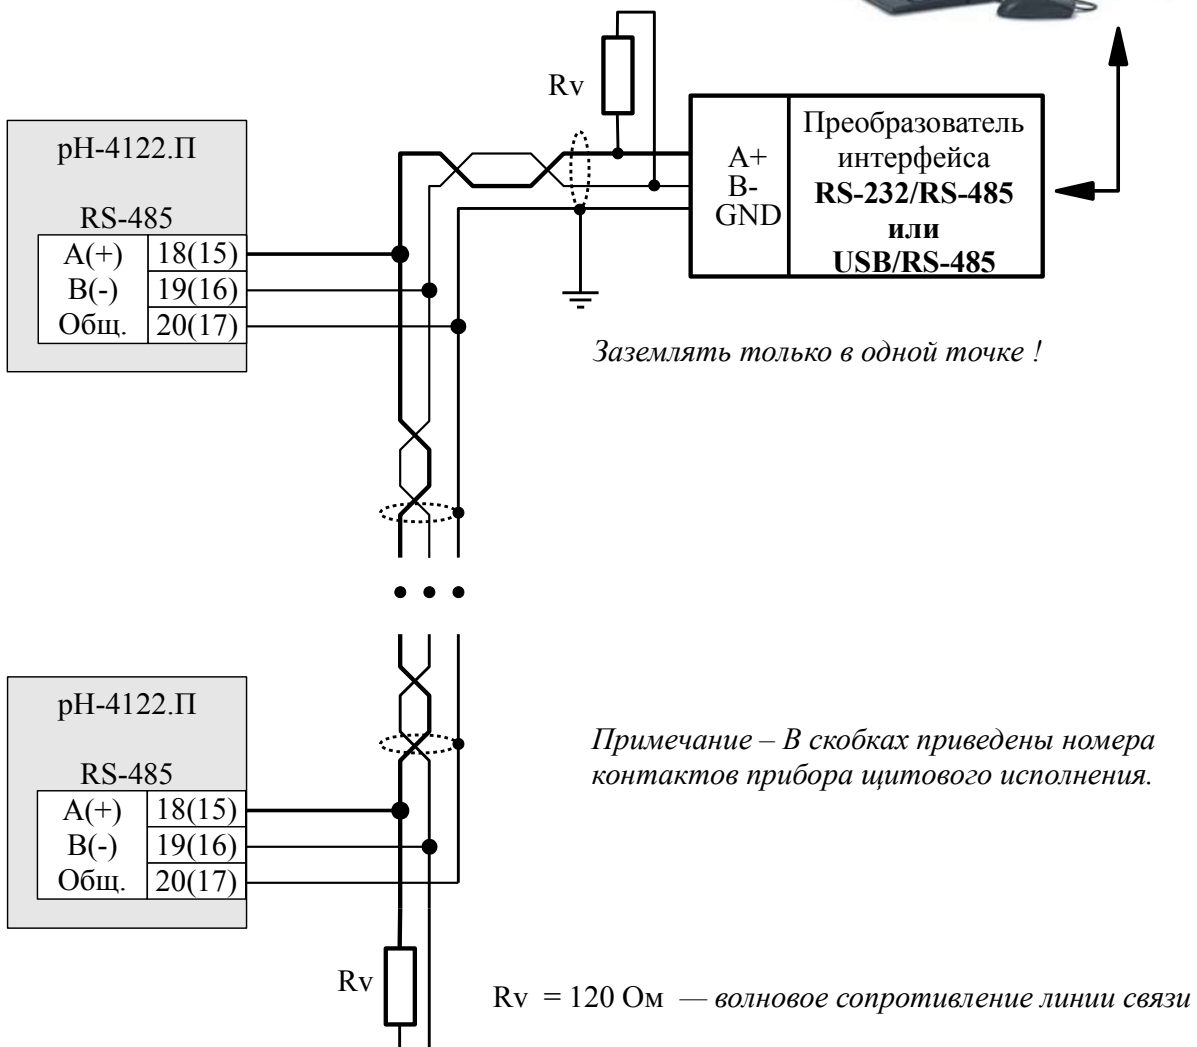 Rv
Преобразователь
интерфейса
RS-232/RS-485
или
USB/RS-485
A+
B-
GND
pH-4122.П
RS-485
A(+) 18(15)
B(-) 19(16)
Общ. 20(17)
Заземлять только в одной точке !
pH-4122.П
RS-485
A(+) 18(15)
B(-) 19(16)
Общ. 20(17)
Примечание – В скобках приведены номера
контактов прибора щитового исполнения.
Rv
Rv = 120 Ом — волновое сопротивление линии связи